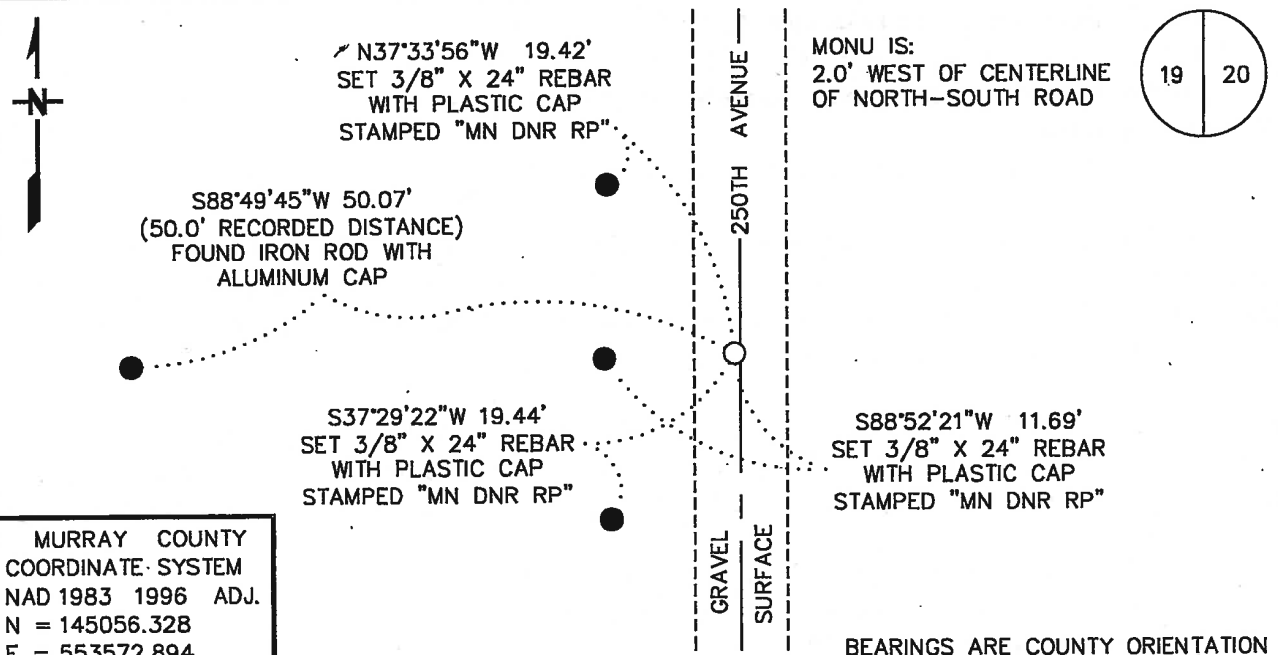 N
N37°33'56"W 19.42'
SET 3/8" X 24" REBAR
WITH PLASTIC CAP
STAMPED "MN DNR RP"
250TH AVENUE
MONU IS:
2.0' WEST OF CENTERLINE
OF NORTH-SOUTH ROAD
19 20
S88°49'45"W 50.07'
(50.0' RECORDED DISTANCE)
FOUND IRON ROD WITH
ALUMINUM CAP
S37°29'22"W 19.44'
SET 3/8" X 24" REBAR
WITH PLASTIC CAP
STAMPED "MN DNR RP"
S88°52'21"W 11.69'
SET 3/8" X 24" REBAR
WITH PLASTIC CAP
STAMPED "MN DNR RP"
MURRAY COUNTY
COORDINATE SYSTEM
NAD 1983 1996 ADJ.
N = 145056.328
E = 553572.894
GRAVEL
SURFACE
BEARINGS ARE COUNTY ORIENTATION